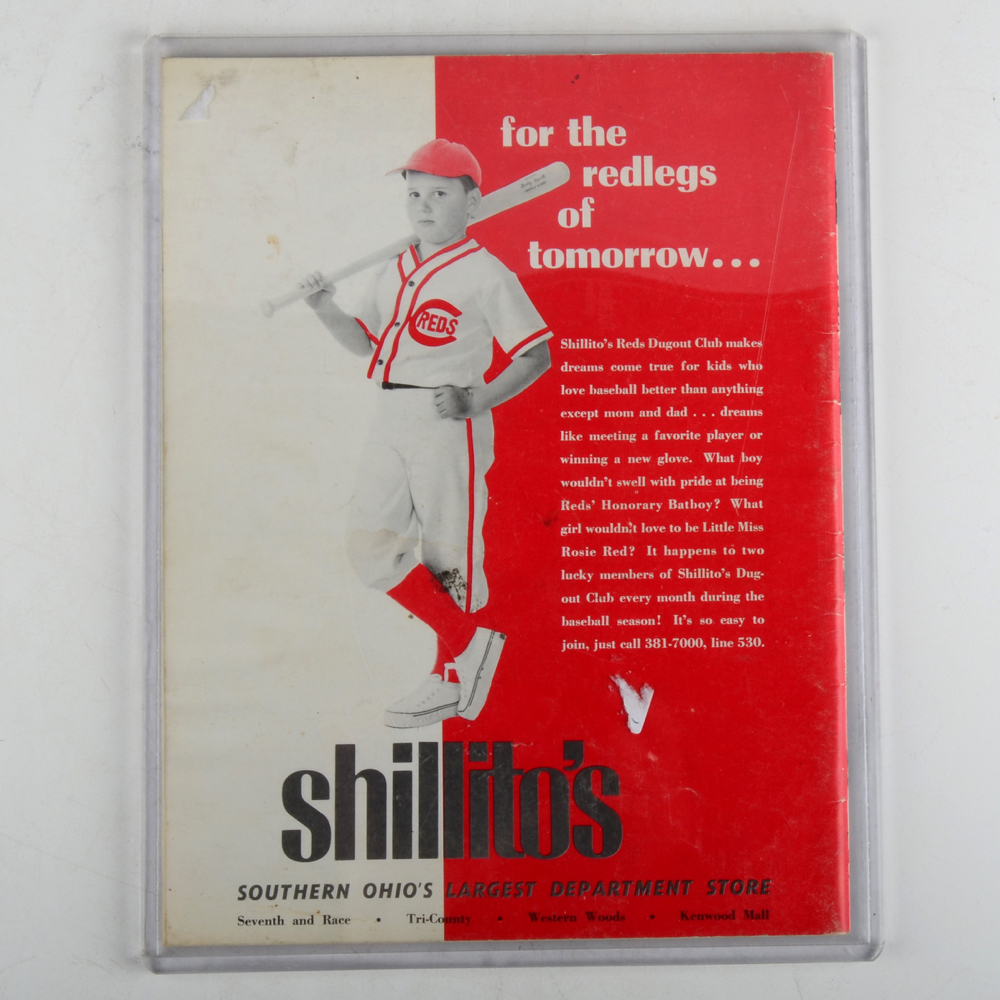 for the
redlegs
of
tomorrow...
REDS
Shillito's Reds Dugout Club makes
dreams come true for kids who
love baseball better than anything
except mom and dad . . . dreams
like meeting a favorite player or
winning a new glove. What boy
wouldn't swell with pride at being
Reds' Honorary Batboy? What
girl wouldn't love to be Little Miss
Rosie Red? It happens to two
lucky members of Shillito's Dug-
out Club every month during the
baseball season! It's so easy to
join, just call 381-7000, line 530.
shillito's
SOUTHERN OHIO'S LARGEST DEPARTMENT STORE
Seventh and Race • Tri-County • Western Woods • Kenwood Mall